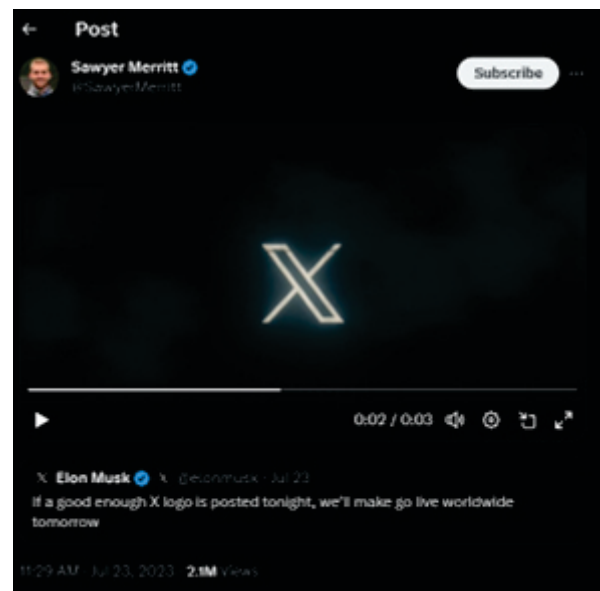 Post
Sawyer Merritt
@SawyerMerritt
Subscribe
X
0:02 / 0:03
Elon Musk @elonmusk · Jul 23
If a good enough X logo is posted tonight, we'll make go live worldwide
tomorrow
11:29 AM · Jul 23, 2023 · 2.1M Views